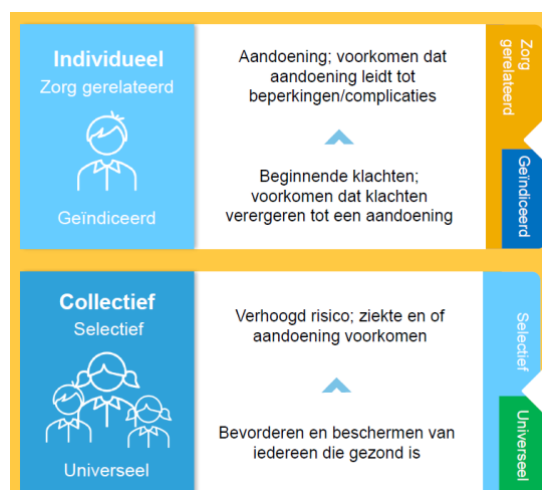 Individueel
Zorg gerelateerd
Geïndiceerd
Aandoening; voorkomen dat
aandoening leidt tot
beperkingen/complicaties
Beginnende klachten;
voorkomen dat klachten
verergeren tot een aandoening
Zorg
gerelateerd
Geïndiceerd
Collectief
Selectief
Universeel
Verhoogd risico; ziekte en of
aandoening voorkomen
Bevorderen en beschermen van
iedereen die gezond is
Selectief
Universeel